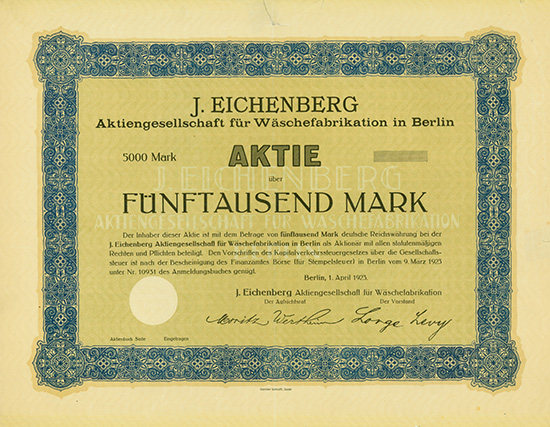 J. EICHENBERG
Aktiengesellschaft für Wäschefabrikation in Berlin
5000 Mark
AKTIE
über
FÜNFTAUSEND MARK
J. EICHENBERG
AKTIENGESELLSCHAFT FÜR WÄSCHEFABRIKATION
Der Inhaber dieser Aktie ist mit dem Betrage von fünftausend Mark deutsche Reichswährung bei der
J. Eichenberg Aktiengesellschaft für Wäschefabrikation in Berlin als Aktionär mit allen statutenmäßigen
Rechten und Pflichten beteiligt. Den Vorschriften des Kapitalverkehrsteuergesetzes über die Gesellschafts-
steuer ist nach der Bescheinigung des Finanzamtes Börse (für Stempelsteuer) in Berlin vom 9. März 1923
unter Nr. 10931 des Anmeldungsbuches genügt.
Berlin, 1. April 1923.
J. Eichenberg Aktiengesellschaft für Wäschefabrikation
Der Aufsichtsrat Der Vorstand
Moritz Wertheim
Levy
Aktienbuch Seite Eingetragen